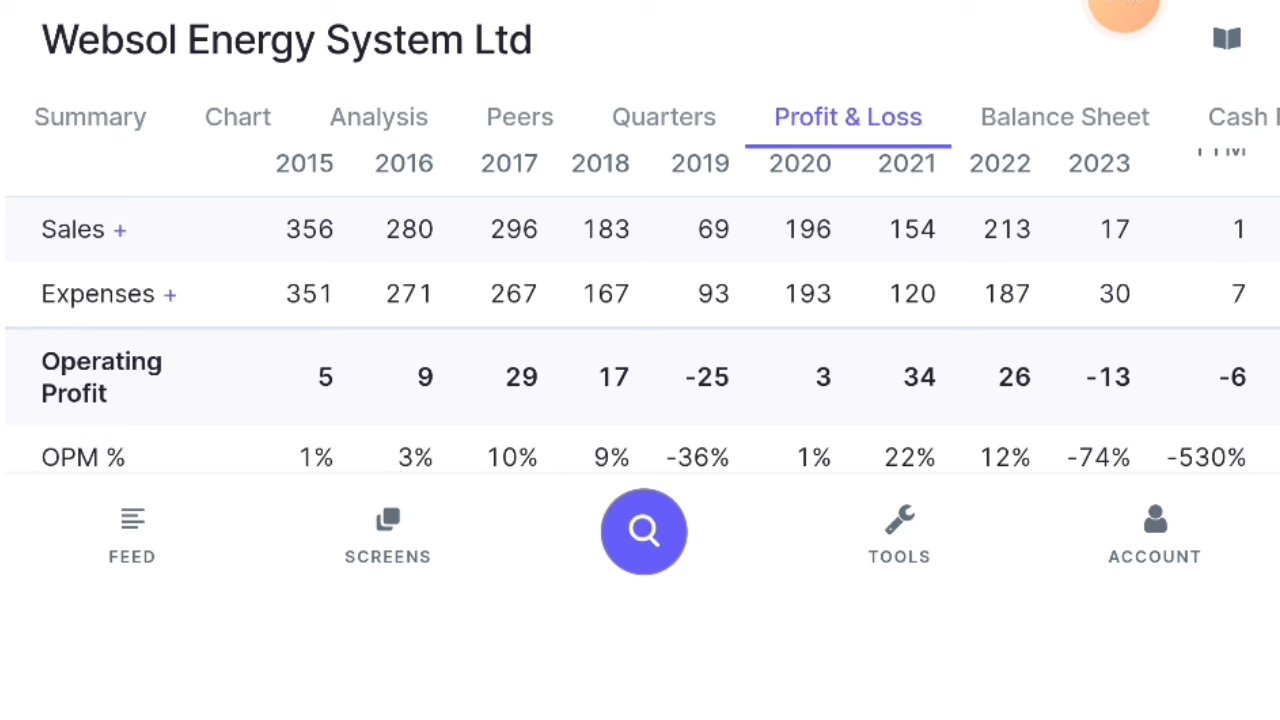 Websol Energy System Ltd
Summary Chart Analysis Peers Quarters Profit & Loss Balance Sheet Cash
2015 2016 2017 2018 2019 2020 2021 2022 2023 TTM
Sales + 356 280 296 183 69 196 154 213 17 1
Expenses + 351 271 267 167 93 193 120 187 30 7
Operating
Profit 5 9 29 17 -25 3 34 26 -13 -6
OPM % 1% 3% 10% 9% -36% 1% 22% 12% -74% -530%
FEED SCREENS TOOLS ACCOUNT